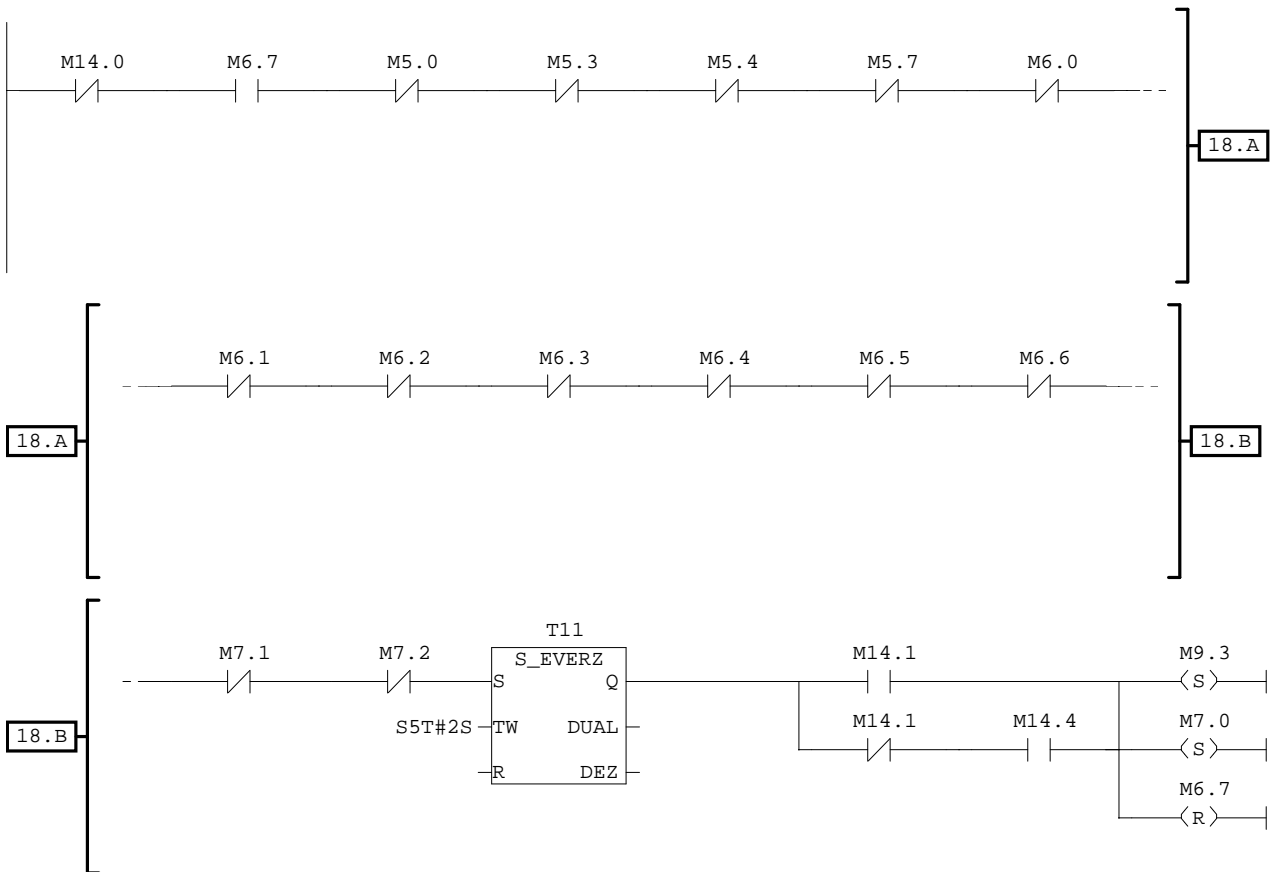 M14.0 M6.7 M5.0 M5.3 M5.4 M5.7 M6.0
18.A
M6.1 M6.2 M6.3 M6.4 M6.5 M6.6
18.A
18.B
T11
M7.1 M7.2 S_EVERZ M14.1 M9.3
S Q (S)
M14.1 M14.4 M7.0
S5T#2S TW DUAL (S)
18.B
R DEZ M6.7
(R)